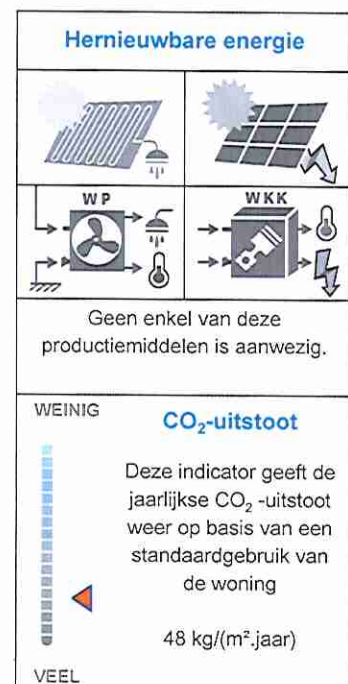 Hernieuwbare energie
WP
WKK
Geen enkel van deze
productiemiddelen is aanwezig.
WEINIG
CO₂-uitstoot
Deze indicator geeft de
jaarlijkse CO₂ -uitstoot
weer op basis van een
standaardgebruik van
de woning
48 kg/(m².jaar)
VEEL